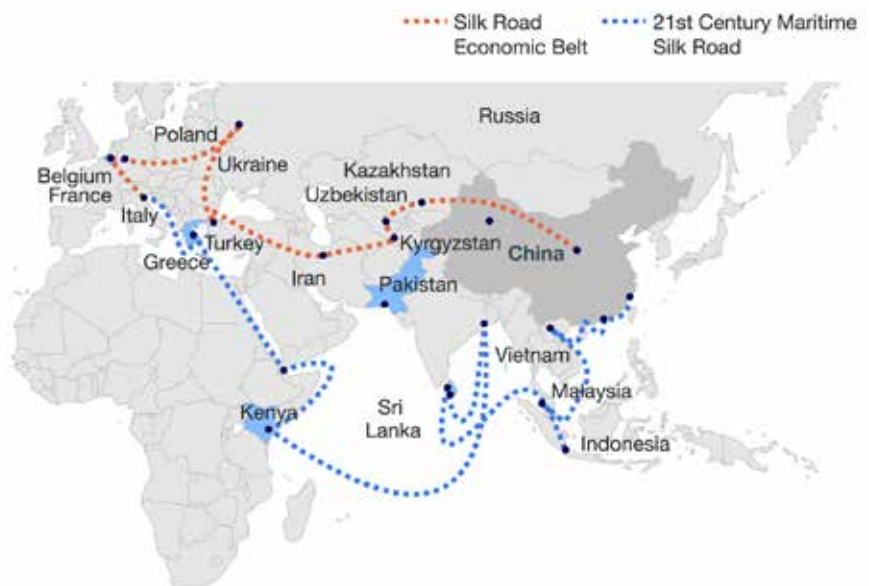 Silk Road
Economic Belt
21st Century Maritime
Silk Road
Russia
Poland
Ukraine
Kazakhstan
Belgium
France
Uzbekistan
Italy
Turkey
Kyrgyzstan
China
Greece
Iran
Pakistan
Vietnam
Malaysia
Kenya
Sri
Lanka
Indonesia